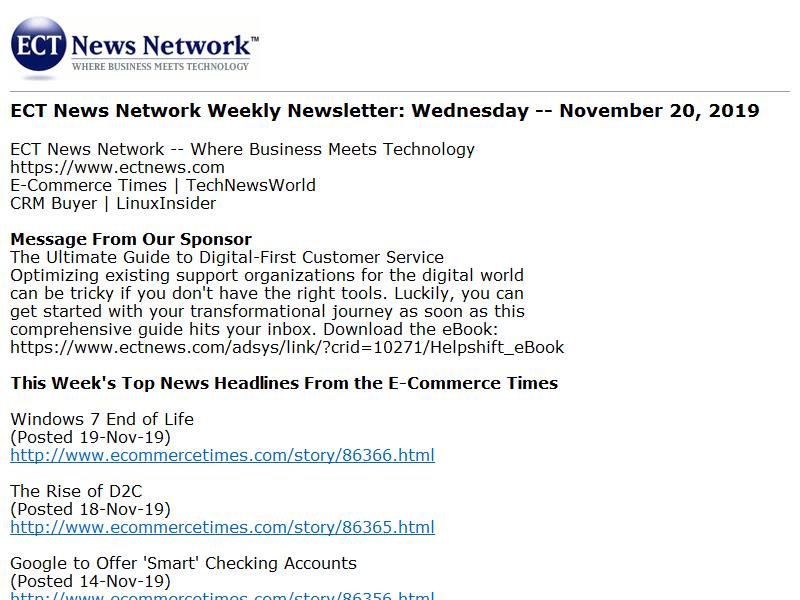 ECT News Network™
WHERE BUSINESS MEETS TECHNOLOGY
ECT News Network Weekly Newsletter: Wednesday -- November 20, 2019
ECT News Network -- Where Business Meets Technology
https://www.ectnews.com
E-Commerce Times | TechNewsWorld
CRM Buyer | LinuxInsider
Message From Our Sponsor
The Ultimate Guide to Digital-First Customer Service
Optimizing existing support organizations for the digital world
can be tricky if you don't have the right tools. Luckily, you can
get started with your transformational journey as soon as this
comprehensive guide hits your inbox. Download the eBook:
https://www.ectnews.com/adsys/link/?crid=10271/Helpshift_eBook
This Week's Top News Headlines From the E-Commerce Times
Windows 7 End of Life
(Posted 19-Nov-19)
http://www.ecommercetimes.com/story/86366.html
The Rise of D2C
(Posted 18-Nov-19)
http://www.ecommercetimes.com/story/86365.html
Google to Offer 'Smart' Checking Accounts
(Posted 14-Nov-19)
http://www.ecommercetimes.com/story/86356.html